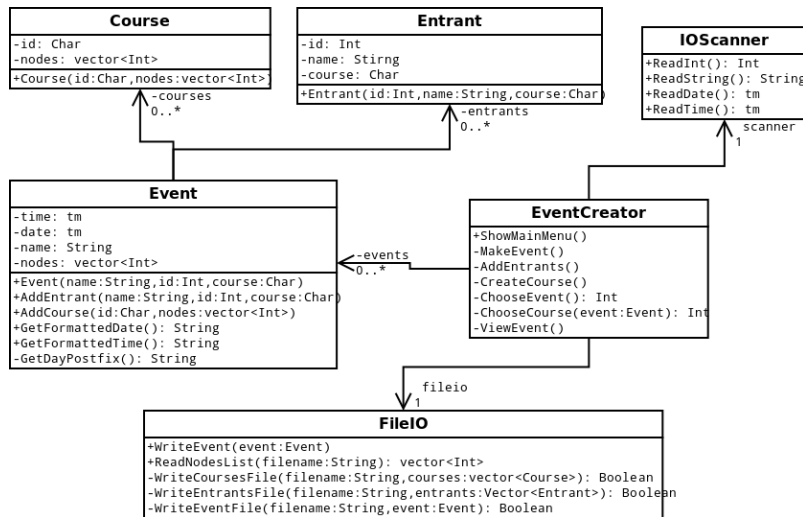 Course
-id: Char
-nodes: vector<Int>
+Course(id:Char,nodes:vector<Int>)
-courses
0..*
Entrant
-id: Int
-name: Stirng
-course: Char
+Entrant(id:Int,name:String,course:Char)
-entrants
0..*
IOScanner
+ReadInt(): Int
+ReadString(): String
+ReadDate(): tm
+ReadTime(): tm
scanner
1
Event
-time: tm
-date: tm
-name: String
-nodes: vector<Int>
+Event(name:String,id:Int,course:Char)
+AddEntrant(name:String,id:Int,course:Char)
+AddCourse(id:Char,nodes:vector<Int>)
+GetFormattedDate(): String
+GetFormattedTime(): String
-GetDayPostfix(): String
-events
0..*
EventCreator
+ShowMainMenu()
-MakeEvent()
-AddEntrants()
-CreateCourse()
-ChooseEvent(): Int
-ChooseCourse(event:Event): Int
-ViewEvent()
fileio
1
FileIO
+WriteEvent(event:Event)
+ReadNodesList(filename:String): vector<Int>
-WriteCoursesFile(filename:String,courses:vector<Course>): Boolean
-WriteEntrantsFile(filename:String,entrants:Vector<Entrant>): Boolean
-WriteEventFile(filename:String,event:Event): Boolean